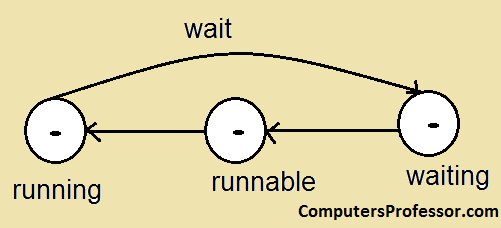 wait
running
runnable
waiting
ComputersProfessor.com